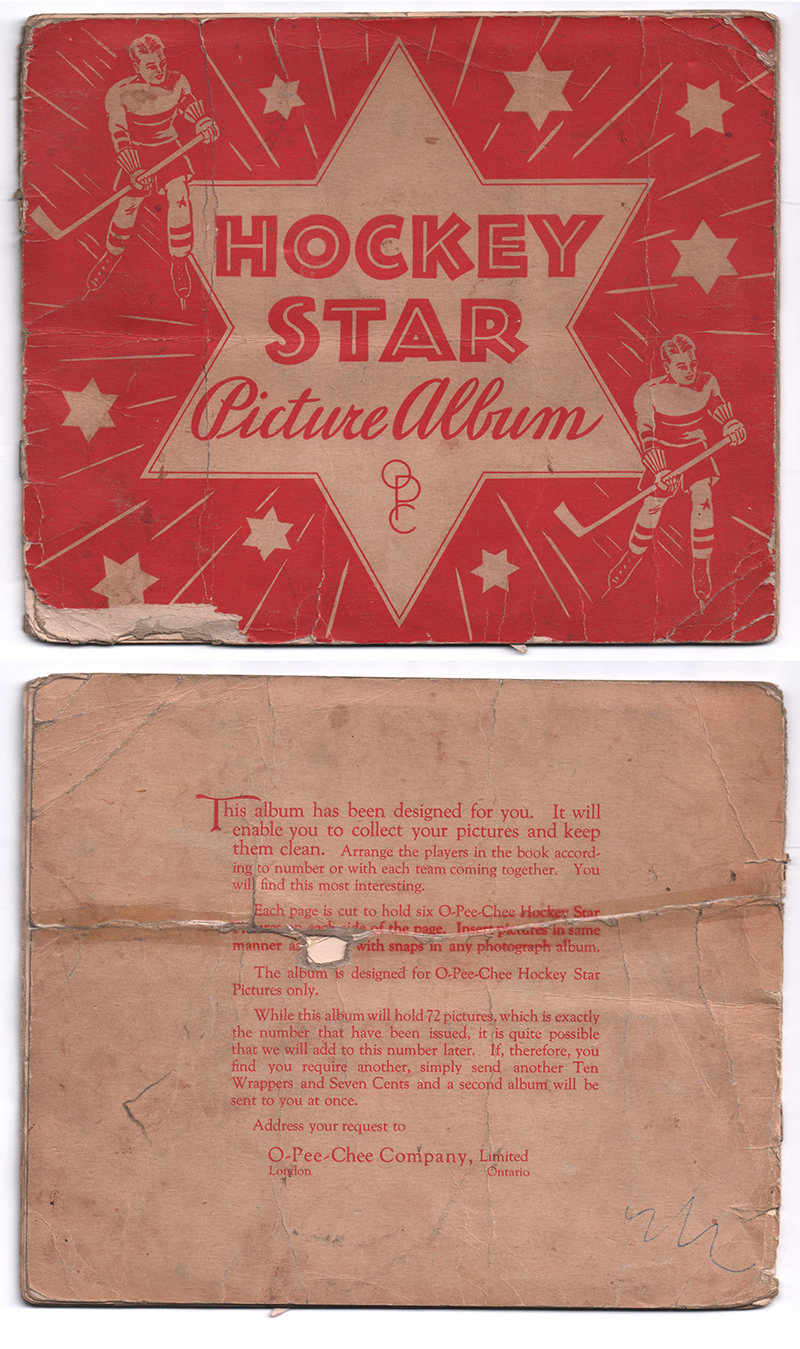 HOCKEY
STAR
Picture Album
OPC
This album has been designed for you. It will
enable you to collect your pictures and keep
them clean. Arrange the players in the book accord-
ing to number or with each team coming together. You
will find this most interesting.
Each page is cut to hold six O-Pee-Chee Hockey Star
on each side of the page. Insert pictures in same
manner as with snaps in any photograph album.
The album is designed for O-Pee-Chee Hockey Star
Pictures only.
While this album will hold 72 pictures, which is exactly
the number that have been issued, it is quite possible
that we will add to this number later. If, therefore, you
find you require another, simply send another Ten
Wrappers and Seven Cents and a second album will be
sent to you at once.
Address your request to
O-Pee-Chee Company, Limited
London Ontario